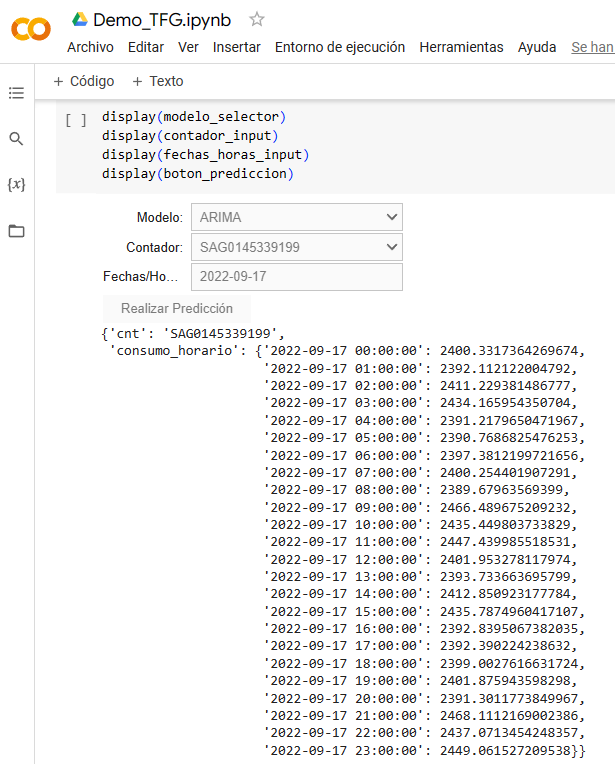 Demo_TFG.ipynb
Archivo Editar Ver Insertar Entorno de ejecución Herramientas Ayuda Se han
+ Código + Texto
[ ] display(modelo_selector)
display(contador_input)
display(fechas_horas_input)
display(boton_prediccion)
{x}
Modelo: ARIMA
Contador: SAG0145339199
Fechas/Ho... 2022-09-17
Realizar Predicción
{'cnt': 'SAG0145339199',
'consumo_horario': {'2022-09-17 00:00:00': 2400.3317364269674,
'2022-09-17 01:00:00': 2392.112122004792,
'2022-09-17 02:00:00': 2411.229381486777,
'2022-09-17 03:00:00': 2434.165954350704,
'2022-09-17 04:00:00': 2391.2179650471967,
'2022-09-17 05:00:00': 2390.7686825476253,
'2022-09-17 06:00:00': 2397.3812199721656,
'2022-09-17 07:00:00': 2400.254401907291,
'2022-09-17 08:00:00': 2389.67963569399,
'2022-09-17 09:00:00': 2466.489675209232,
'2022-09-17 10:00:00': 2435.449803733829,
'2022-09-17 11:00:00': 2447.439985518531,
'2022-09-17 12:00:00': 2401.953278117974,
'2022-09-17 13:00:00': 2393.733663695799,
'2022-09-17 14:00:00': 2412.850923177784,
'2022-09-17 15:00:00': 2435.7874960417107,
'2022-09-17 16:00:00': 2392.8395067382035,
'2022-09-17 17:00:00': 2392.390224238632,
'2022-09-17 18:00:00': 2399.0027616631724,
'2022-09-17 19:00:00': 2401.875943598298,
'2022-09-17 20:00:00': 2391.3011773849967,
'2022-09-17 21:00:00': 2468.1112169002386,
'2022-09-17 22:00:00': 2437.0713454248357,
'2022-09-17 23:00:00': 2449.061527209538}}